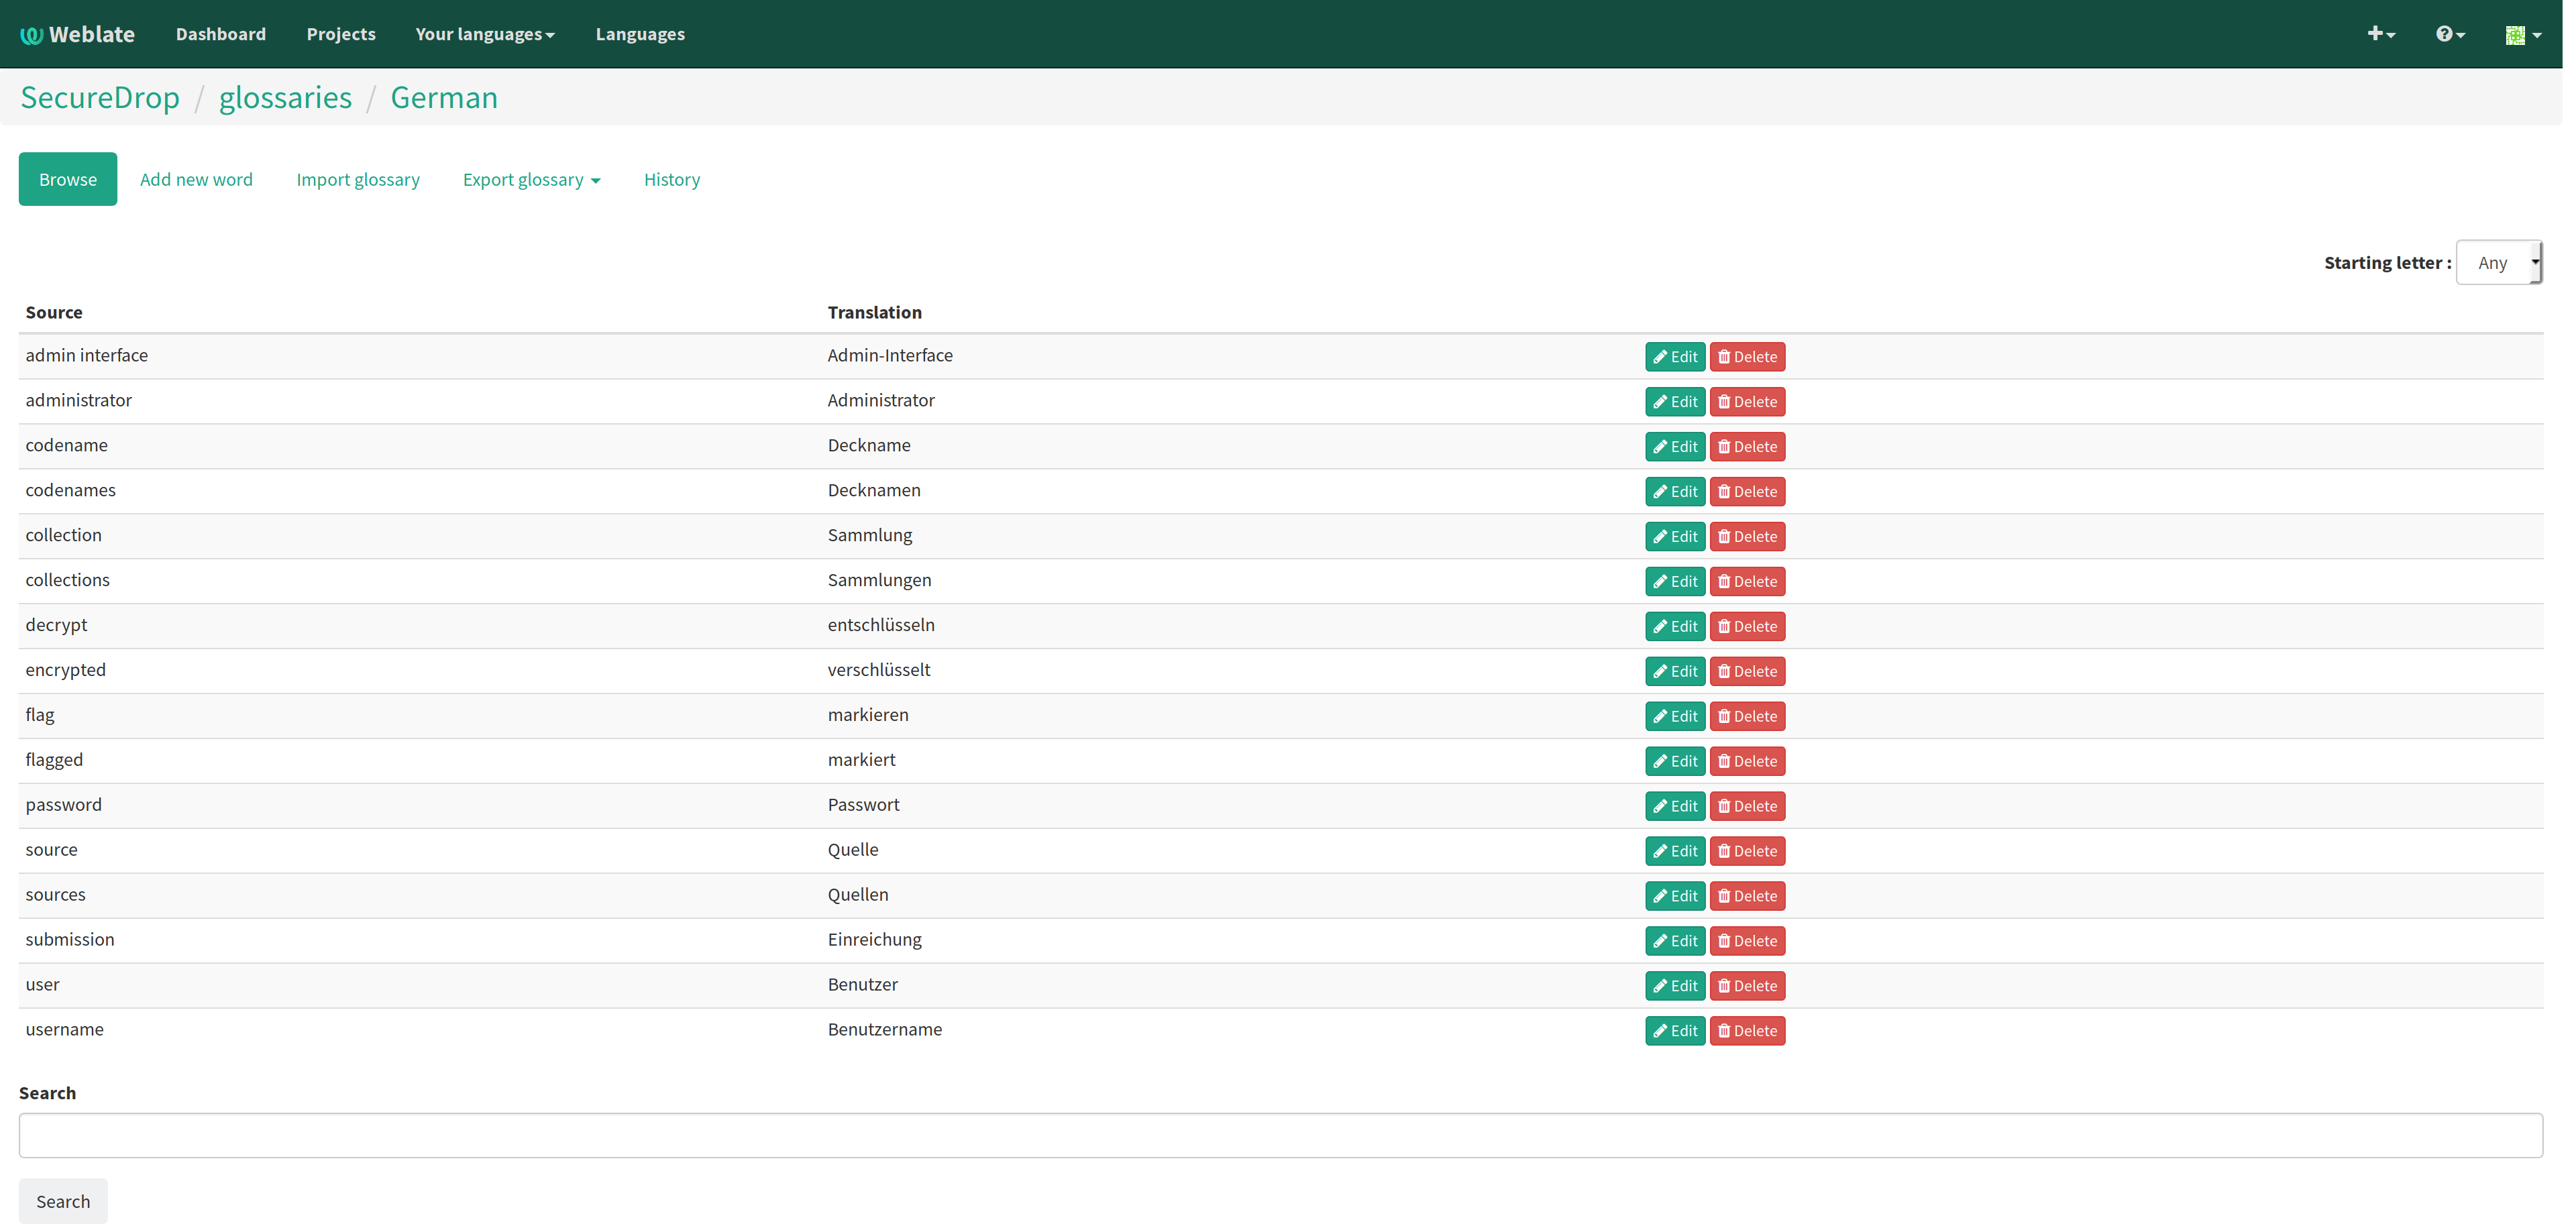 Weblate Dashboard Projects Your languages Languages
SecureDrop / glossaries / German
Browse Add new word Import glossary Export glossary History
Starting letter : Any
Source Translation
admin interface Admin-Interface Edit Delete
administrator Administrator Edit Delete
codename Deckname Edit Delete
codenames Decknamen Edit Delete
collection Sammlung Edit Delete
collections Sammlungen Edit Delete
decrypt entschlüsseln Edit Delete
encrypted verschlüsselt Edit Delete
flag markieren Edit Delete
flagged markiert Edit Delete
password Passwort Edit Delete
source Quelle Edit Delete
sources Quellen Edit Delete
submission Einreichung Edit Delete
user Benutzer Edit Delete
username Benutzername Edit Delete
Search
Search